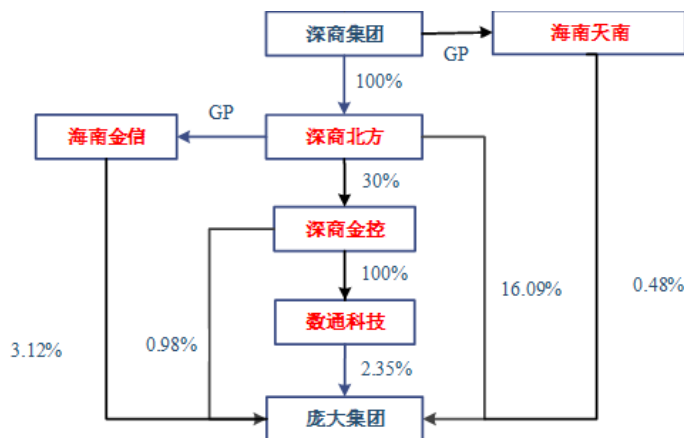 深商集团
海南天南
GP
100%
GP
海南金信
深商北方
30%
深商金控
100%
16.09%
0.48%
数通科技
3.12%
0.98%
2.35%
庞大集团